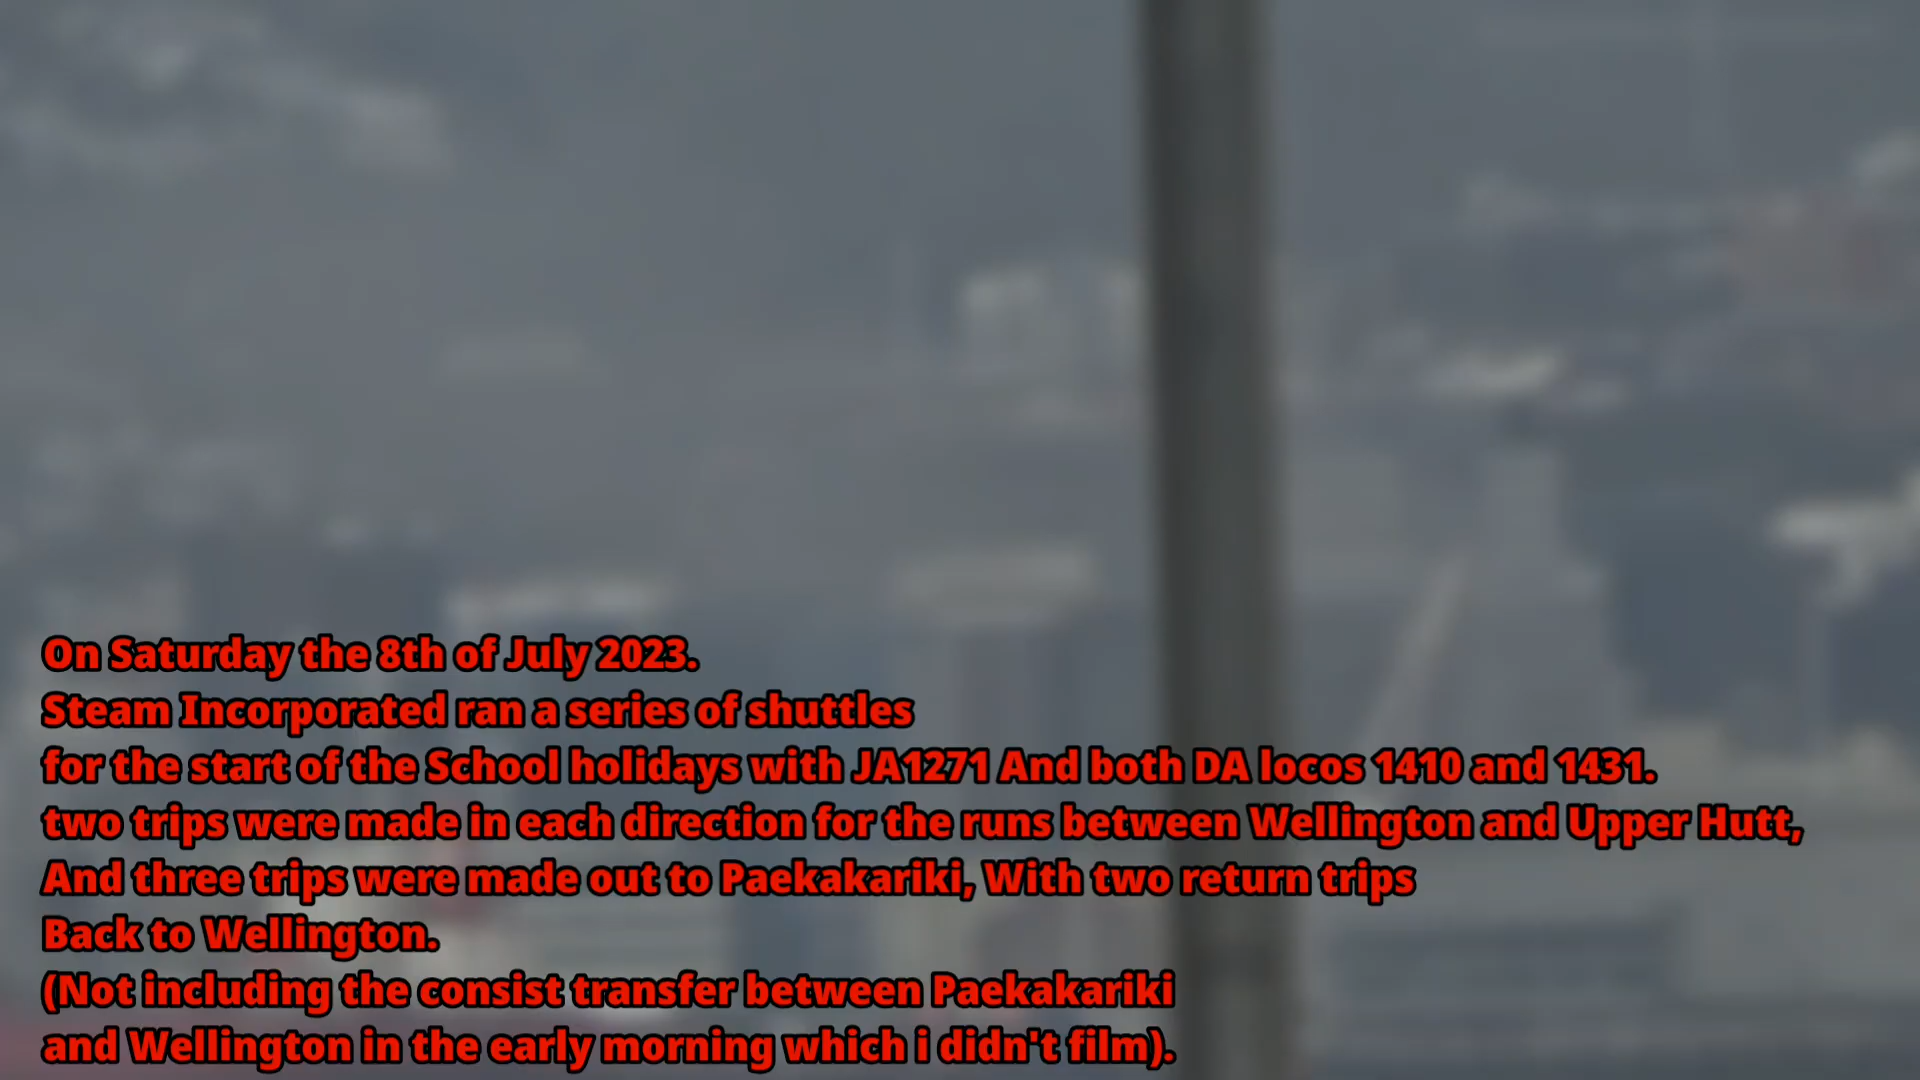 On Saturday the 8th of July 2023.
Steam Incorporated ran a series of shuttles
for the start of the School holidays with JA1271 And both DA locos 1410 and 1431.
two trips were made in each direction for the runs between Wellington and Upper Hutt,
And three trips were made out to Paekakariki, With two return trips
Back to Wellington.
(Not including the consist transfer between Paekakariki
and Wellington in the early morning which i didn't film).